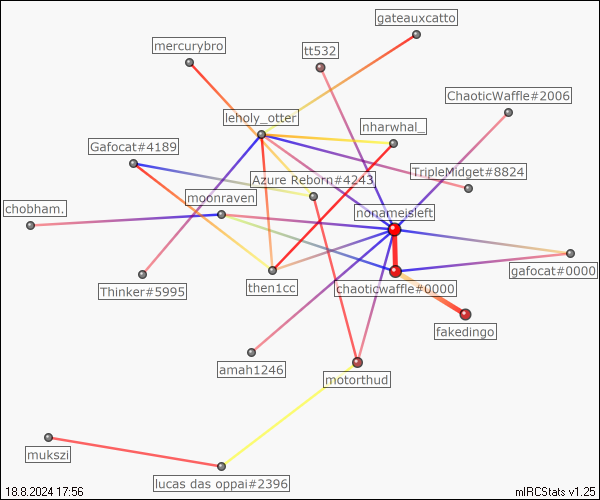 gateauxcatto
mercurybro
tt532
ChaoticWaffle#2006
leholy_otter
nharwhal_
Gafocat#4189
TripleMidget#8824
Azure Reborn#4243
moonraven
chobham.
nonameisleft
gafocat#0000
Thinker#5995
then1cc
chaoticwaffle#0000
fakedingo
amah1246
motorthud
mukszi
lucas das oppai#2396
18.8.2024 17:56
mIRCStats v1.25